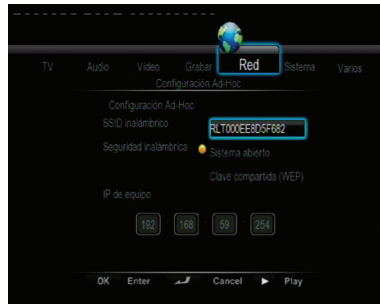 TV Audio Video Grabar Red Sistema Varios
Configuración Ad-Hoc
Configuración Ad-Hoc
SSID inalámbrico RLT000EE8D5F682
Seguridad inalámbrica Sistema abierto
Clave compartida (WEP)
IP de equipo
192 168 59 254
OK Enter Cancel Play